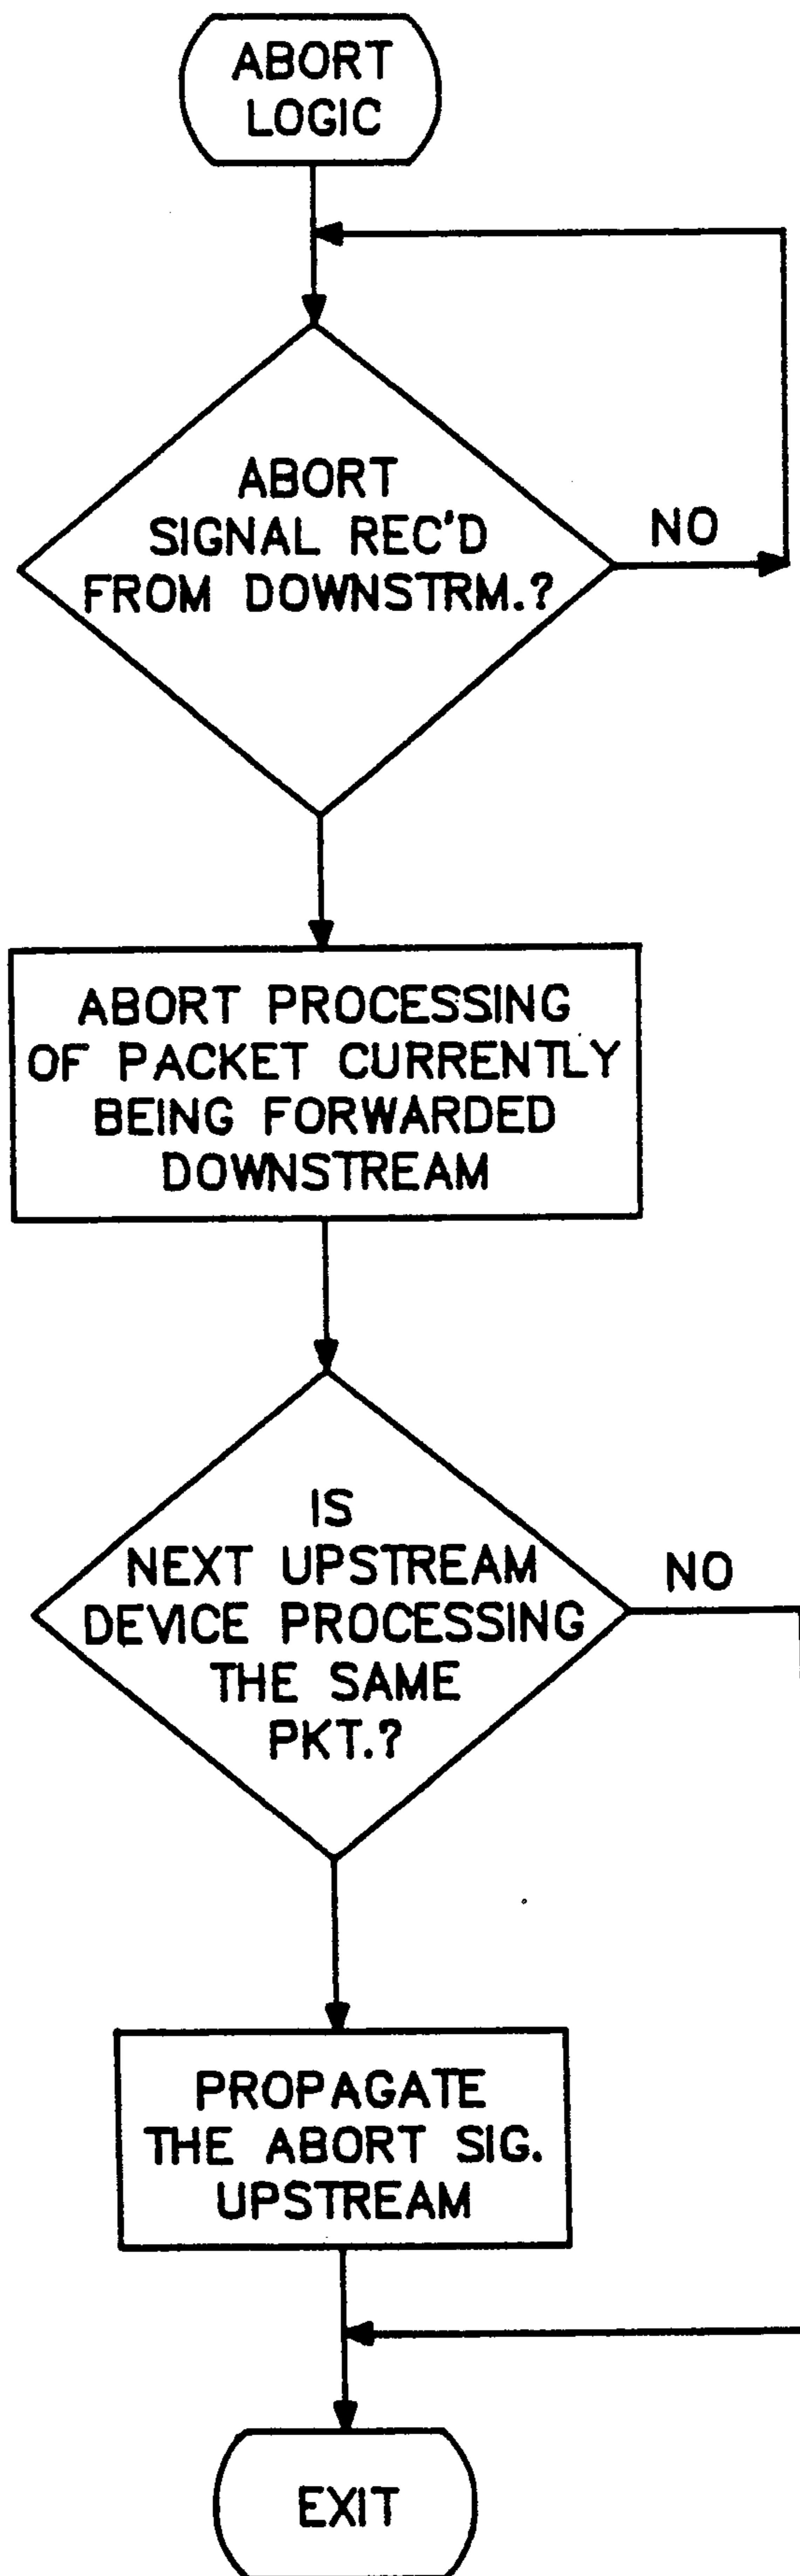 ABORT
LOGIC
ABORT
SIGNAL REC'D
FROM DOWNSTRM.?
NO
ABORT PROCESSING
OF PACKET CURRENTLY
BEING FORWARDED
DOWNSTREAM
IS
NEXT UPSTREAM
DEVICE PROCESSING
THE SAME
PKT.?
NO
PROPAGATE
THE ABORT SIG.
UPSTREAM
EXIT